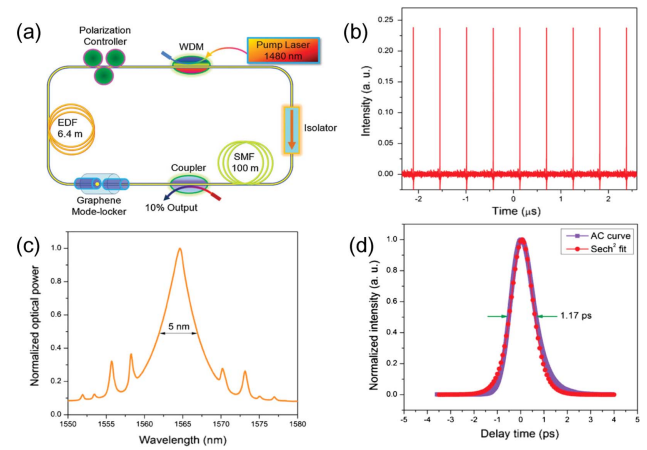 (a)
Polarization
Controller
WDM
Pump Laser
1480 nm
EDF
6.4 m
Isolator
SMF
100 m
Coupler
Graphene
Mode-locker
10% Output
(b)
Intensity (a. u.)
0.25
0.20
0.15
0.10
0.05
0.00
-2 -1 0 1 2
Time (μs)
(c)
Normalized optical power
1.0
0.8
0.6
0.4
0.2
0.0
5 nm
1550 1555 1560 1565 1570 1575 1580
Wavelength (nm)
(d)
Normalized intensity (a. u.)
1.0
0.8
0.6
0.4
0.2
0.0
AC curve
Sech² fit
1.17 ps
-5 -4 -3 -2 -1 0 1 2 3 4 5
Delay time (ps)